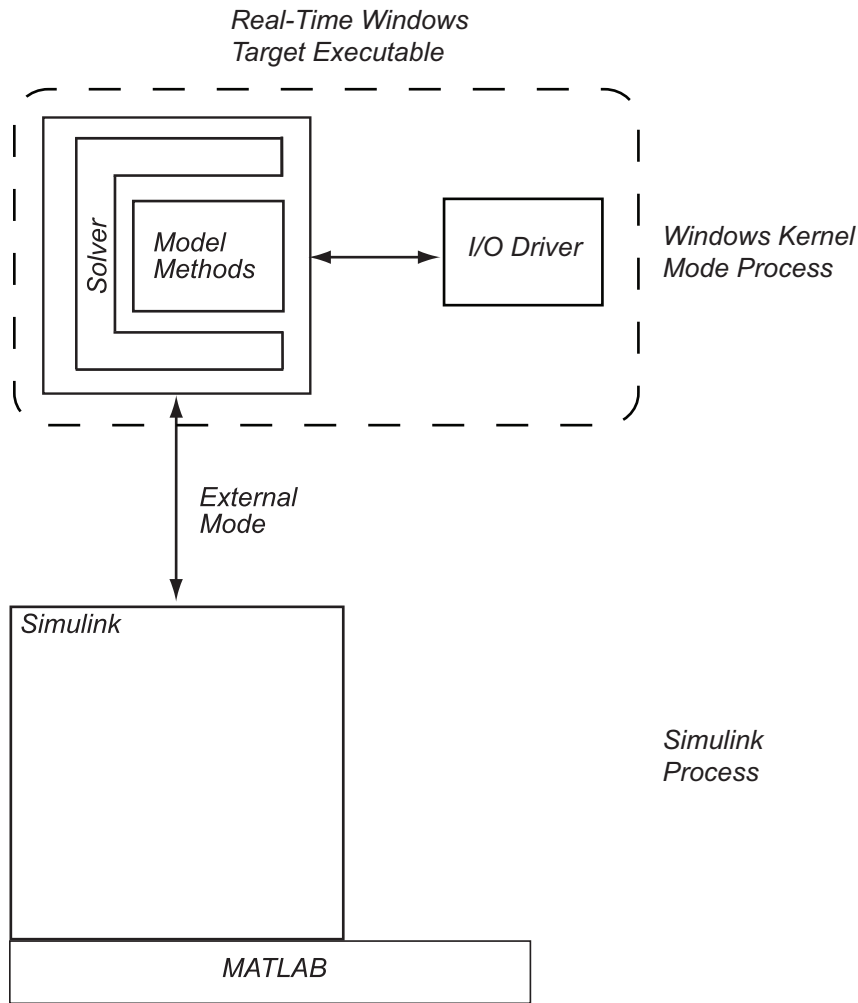 Real-Time Windows
Target Executable
Solver
Model
Methods
I/O Driver
Windows Kernel
Mode Process
External
Mode
Simulink
Simulink
Process
MATLAB